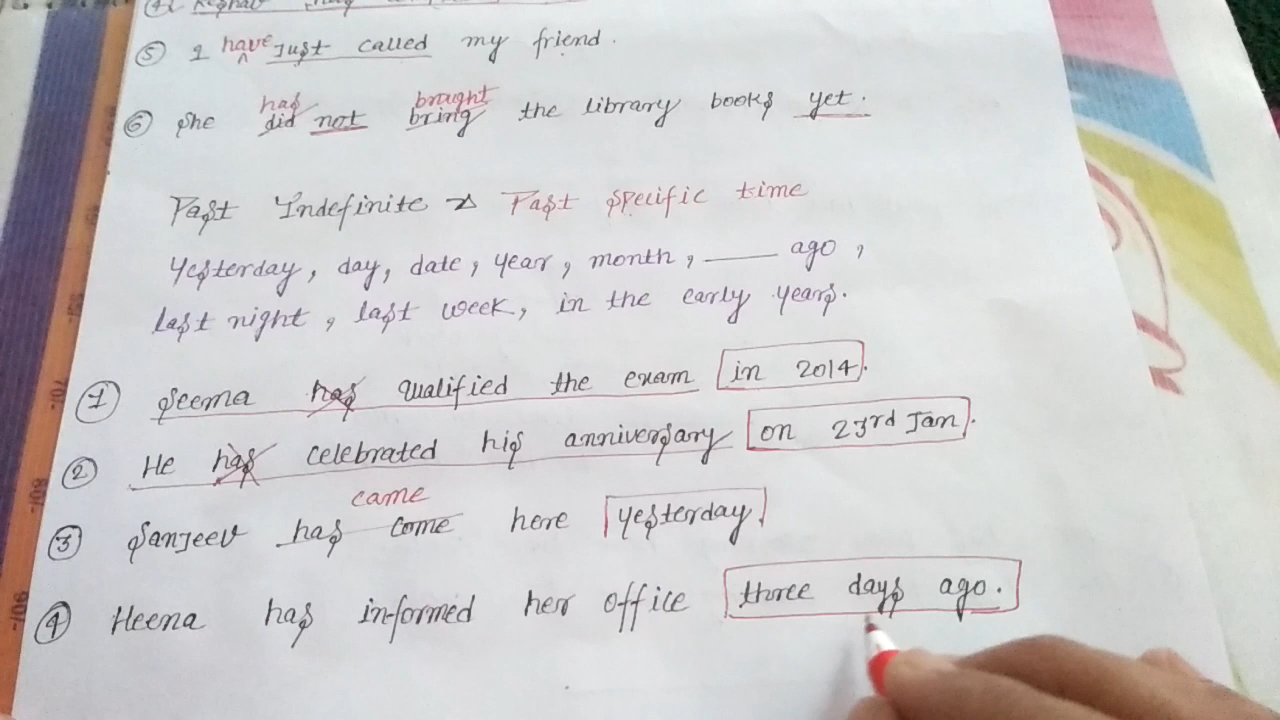 ⑤ I have Just called my friend.
has brought
⑥ She did not bring the library books yet.
Past Indefinite → Past specific time
Yesterday, day, date, year, month, —— ago,
last night, last week, in the early years.
① Seema has qualified the exam in 2014.
② He has celebrated his anniversary on 23rd Jan.
came
③ Sanjeev has come here yesterday.
④ Heena has informed her office three days ago.